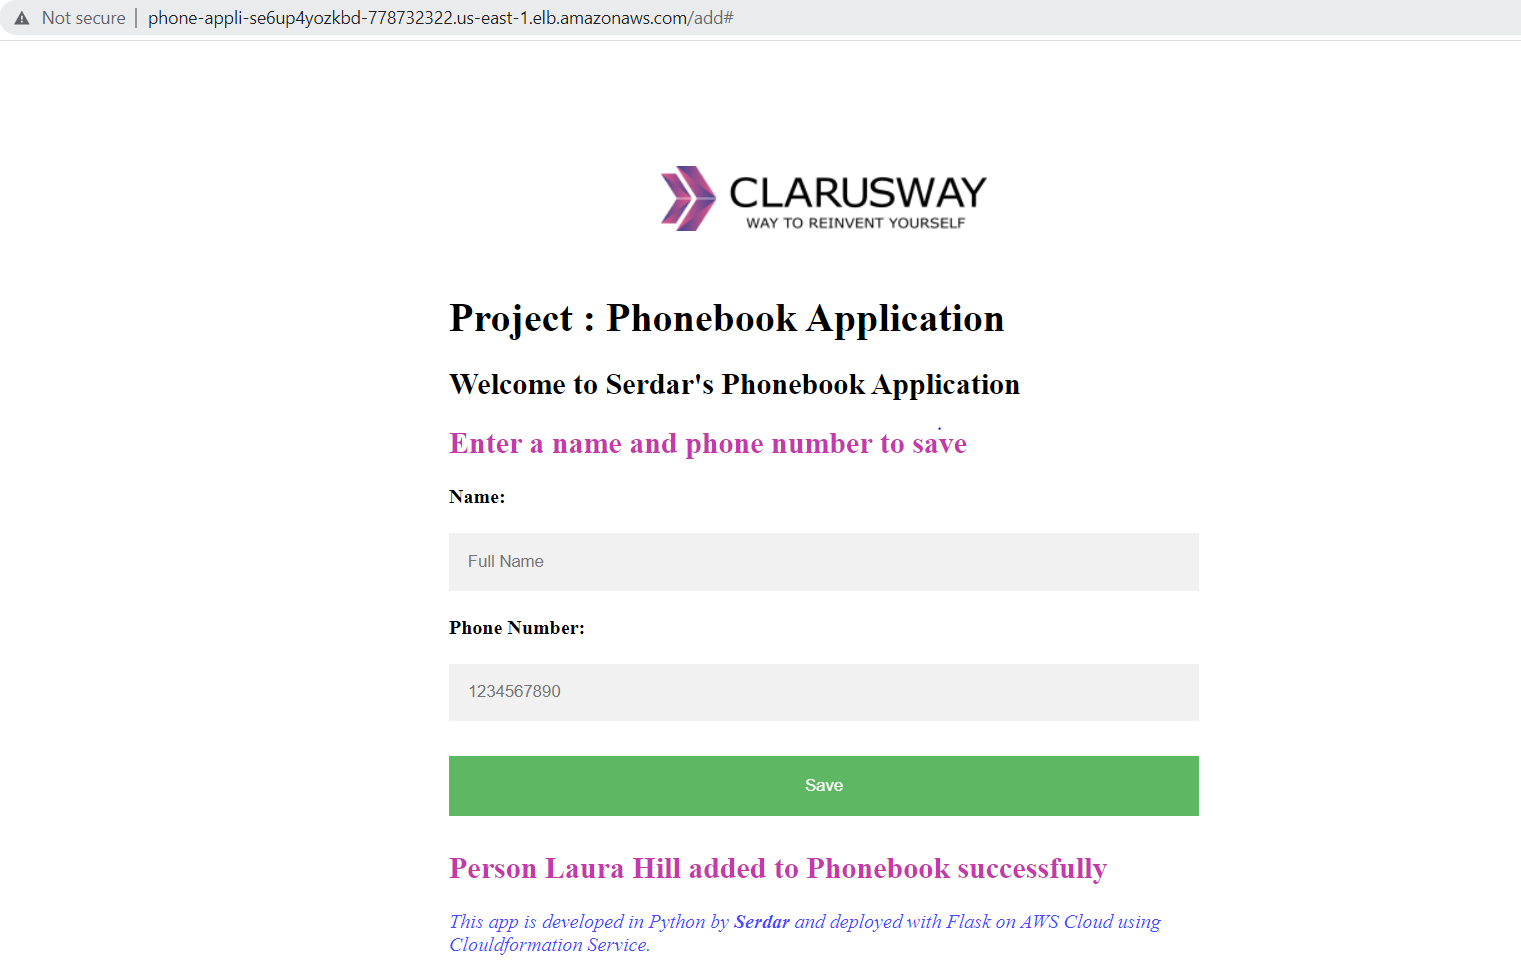 Not secure | phone-appli-se6up4yozkbd-778732322.us-east-1.elb.amazonaws.com/add#
CLARUSWAY
WAY TO REINVENT YOURSELF
Project : Phonebook Application
Welcome to Serdar's Phonebook Application
Enter a name and phone number to save
Name:
Full Name
Phone Number:
1234567890
Save
Person Laura Hill added to Phonebook successfully
This app is developed in Python by Serdar and deployed with Flask on AWS Cloud using
Clouldformation Service.